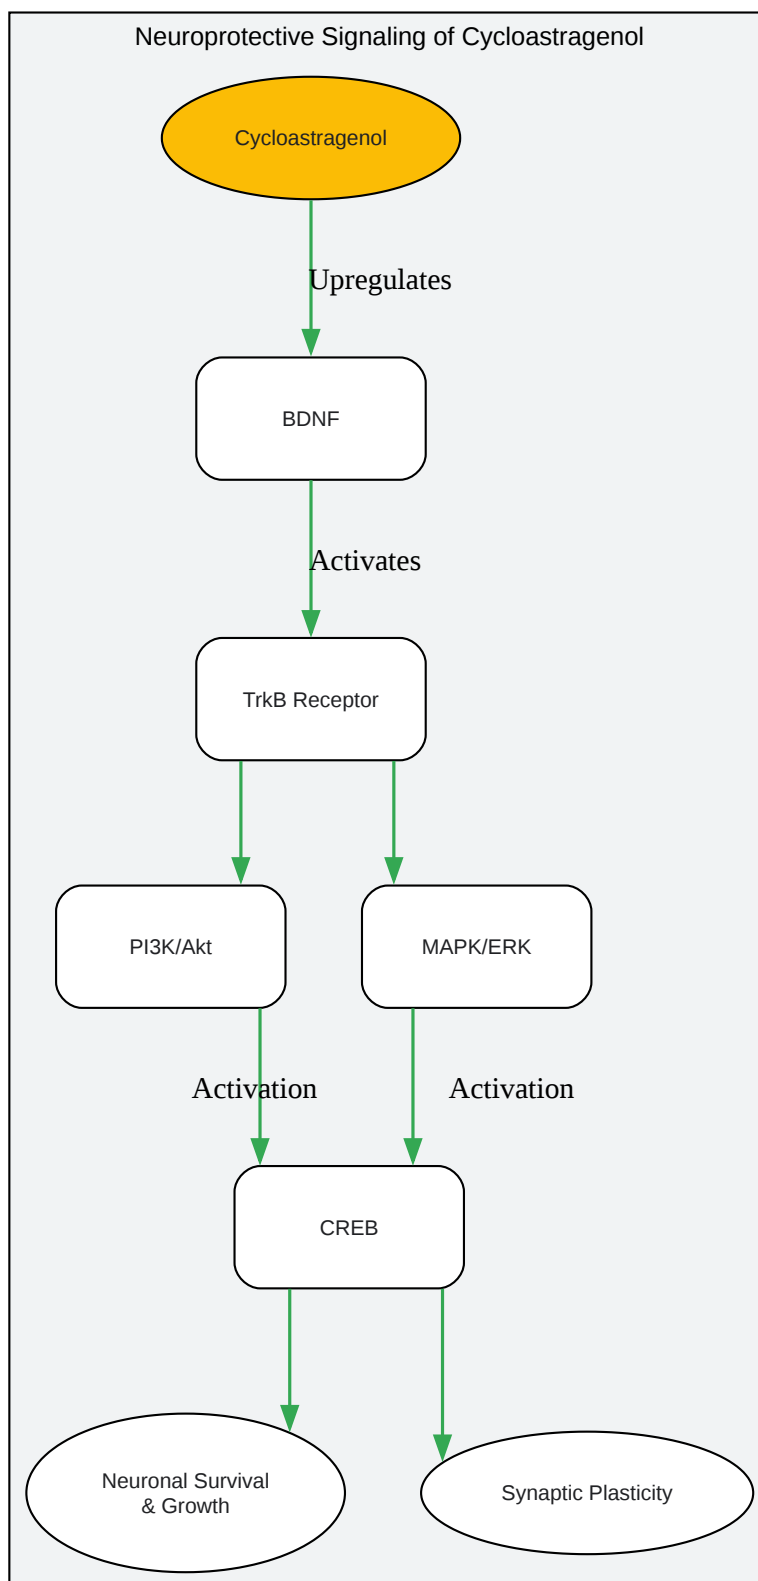 Neuroprotective Signaling of Cycloastragenol
Cycloastragenol
Upregulates
BDNF
Activates
TrkB Receptor
PI3K/Akt
MAPK/ERK
Activation
Activation
CREB
Neuronal Survival
& Growth
Synaptic Plasticity